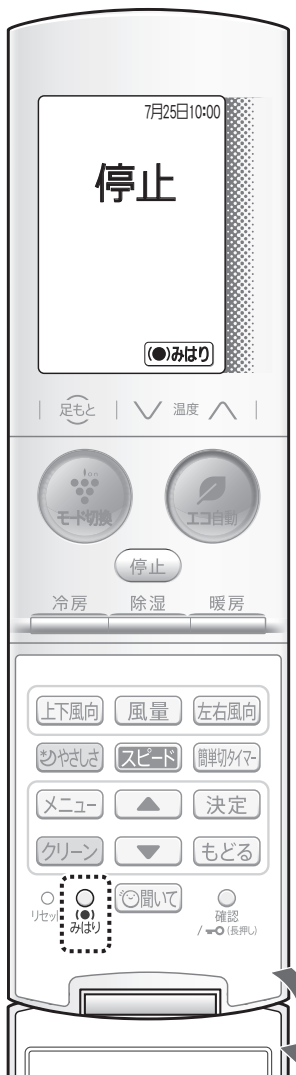 7月25日10:00
停止
(●)みはり
足もと 温度
ion
モード切換 エコ自動
停止
冷房 除湿 暖房
上下風向 風量 左右風向
やさしさ スピード 簡単切タイマー
メニュー ▲ 決定
クリーン ▼ もどる
聞いて
リセット (●) 確認
みはり / (長押し)